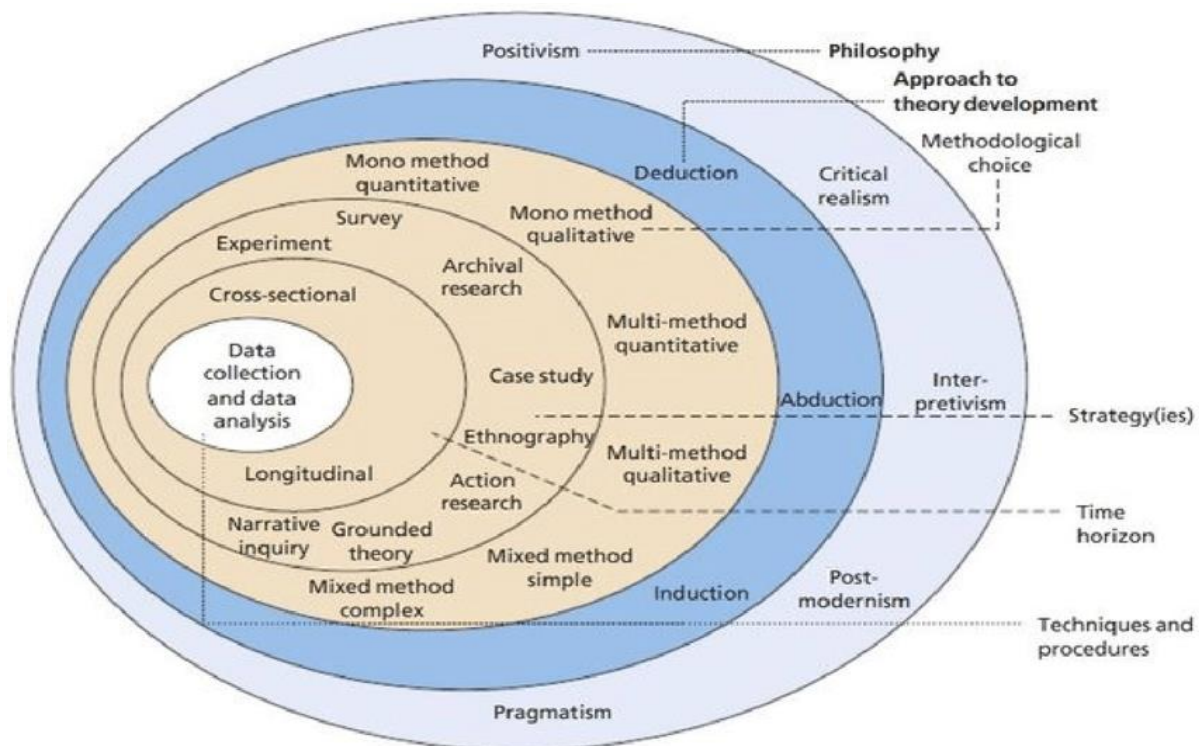 Positivism
Philosophy
Approach to
theory development
Methodological
choice
Mono method
quantitative
Deduction
Critical
realism
Survey
Mono method
qualitative
Experiment
Archival
research
Cross-sectional
Multi-method
quantitative
Data
collection
and data
analysis
Case study
Abduction
Inter-
pretivism
Strategy(ies)
Ethnography
Multi-method
qualitative
Longitudinal
Action
research
Time
horizon
Narrative
inquiry
Grounded
theory
Mixed method
simple
Mixed method
complex
Induction
Post-
modernism
Techniques and
procedures
Pragmatism